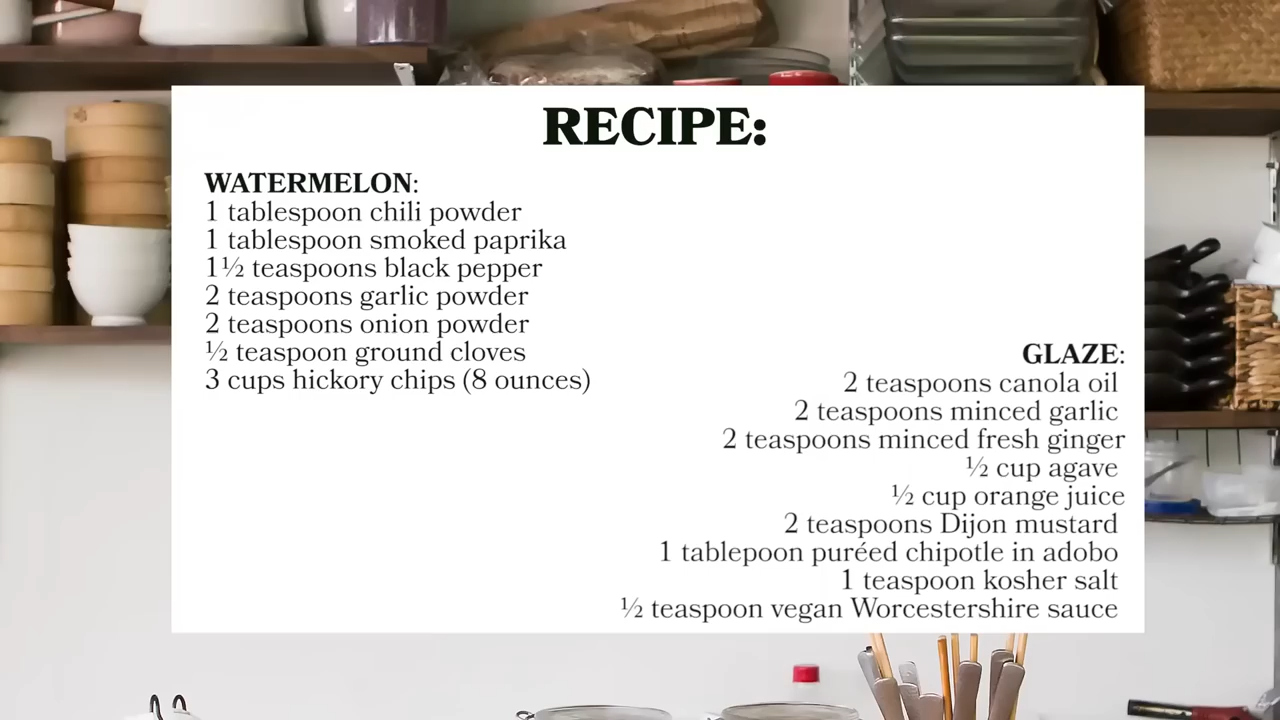 RECIPE:
WATERMELON:
1 tablespoon chili powder
1 tablespoon smoked paprika
1½ teaspoons black pepper
2 teaspoons garlic powder
2 teaspoons onion powder
½ teaspoon ground cloves
3 cups hickory chips (8 ounces)
GLAZE:
2 teaspoons canola oil
2 teaspoons minced garlic
2 teaspoons minced fresh ginger
½ cup agave
½ cup orange juice
2 teaspoons Dijon mustard
1 tablepoon puréed chipotle in adobo
1 teaspoon kosher salt
½ teaspoon vegan Worcestershire sauce